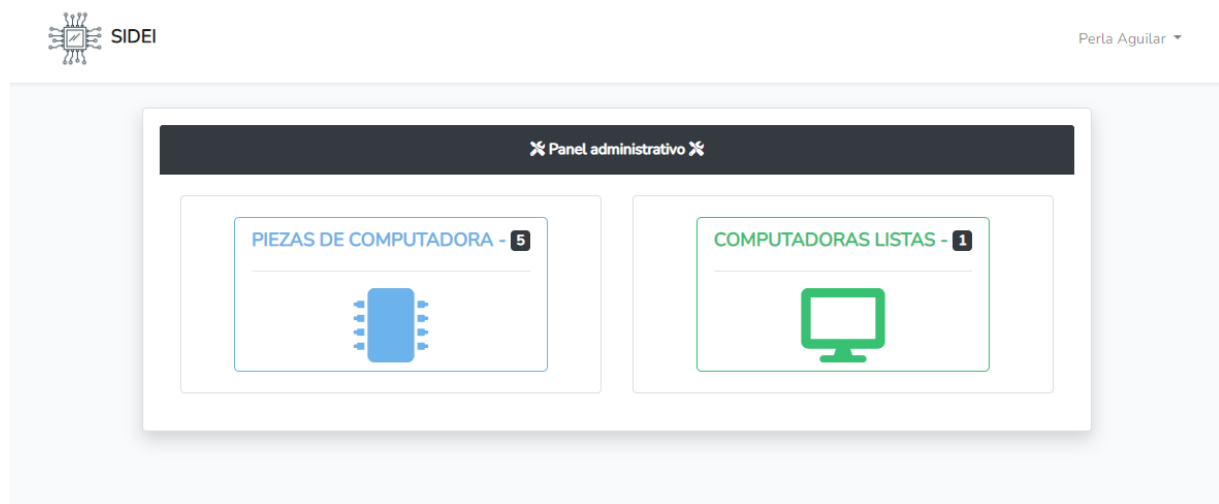 SIDEI
Perla Aguilar
Panel administrativo
PIEZAS DE COMPUTADORA - 5
COMPUTADORAS LISTAS - 1